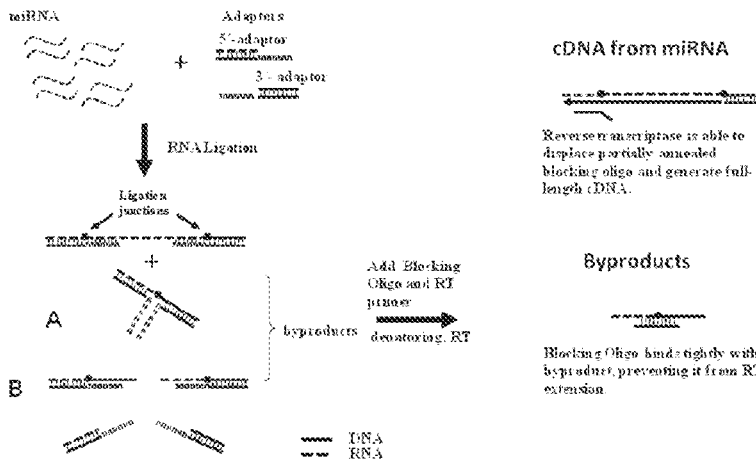 miRNA
Adapters
5'-adaptor
+
3'- adaptor
RNA Ligation
Ligation
junctions
+
A
B
byproducts
Add Blocking
Oligo and RT
primer
denaturing, RT
DNA
RNA
cDNA from miRNA
Reverse transcriptase is able to
displace partially annealed
blocking oligo and generate full-
length cDNA.
Byproducts
Blocking Oligo binds tightly with
byproduct, preventing it from RT
extension.